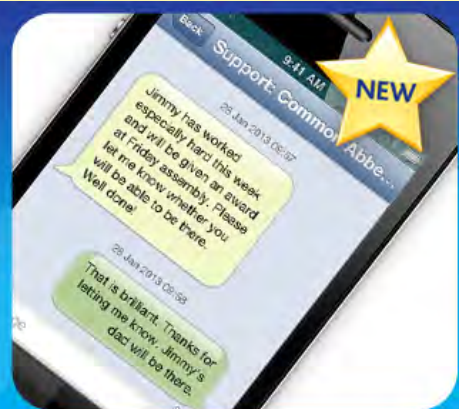 NEW
9:41 AM
Back
Support: Common Abbe...
28 Jan 2013 09:37
Jimmy has worked
especially hard this week
and will be given an award
at Friday assembly. Please
let me know whether you
will be able to be there.
Well done!
28 Jan 2013 09:58
That is brilliant. Thanks for
letting me know. Jimmy's
dad will be there.